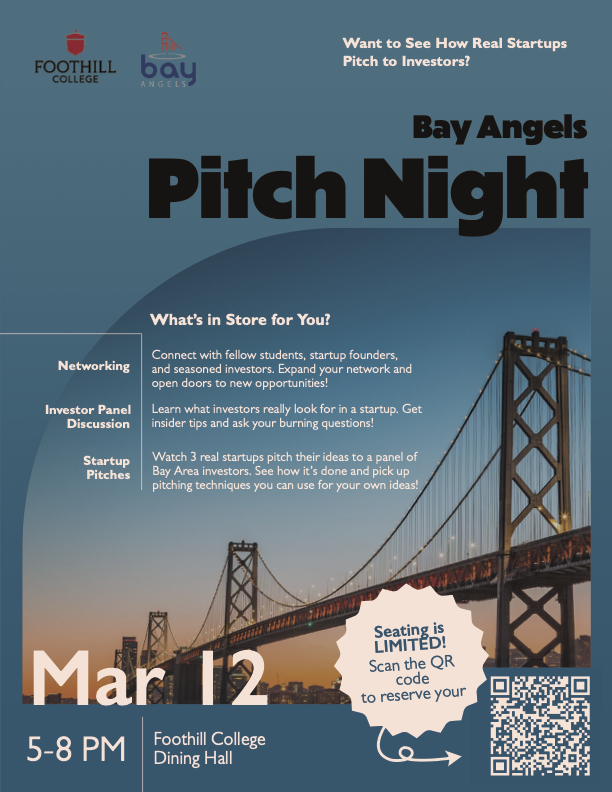 FOOTHILL
COLLEGE
bay
ANGELS
Want to See How Real Startups
Pitch to Investors?
Bay Angels
Pitch Night
What's in Store for You?
Networking
Connect with fellow students, startup founders,
and seasoned investors. Expand your network and
open doors to new opportunities!
Investor Panel
Discussion
Learn what investors really look for in a startup. Get
insider tips and ask your burning questions!
Startup
Pitches
Watch 3 real startups pitch their ideas to a panel of
Bay Area investors. See how it's done and pick up
pitching techniques you can use for your own ideas!
Seating is
LIMITED!
Scan the QR
code
to reserve your
Mar 12
5-8 PM
Foothill College
Dining Hall